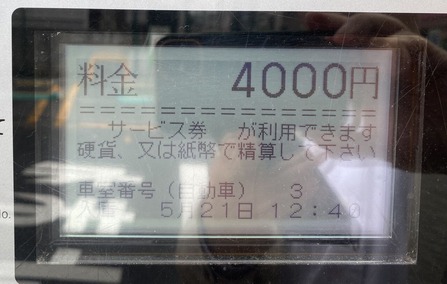 料金 4000円
===============
サービス券 が利用できます
硬貨、又は紙幣で精算して下さい
車室番号（自動車） 3
入庫 5月21日 12:40
No.